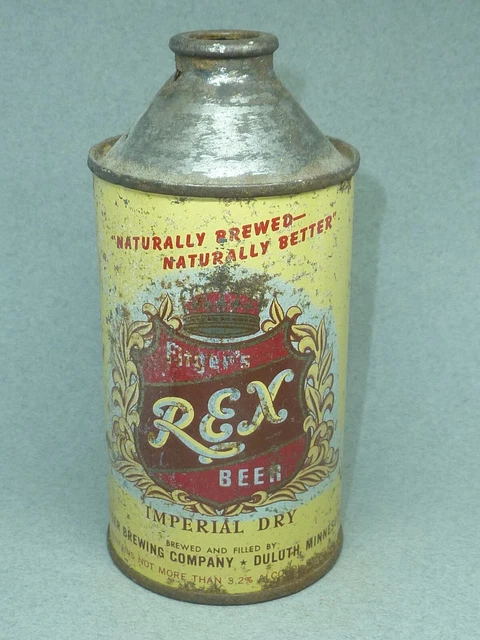 "NATURALLY BREWED—
NATURALLY BETTER"
Fitger's
REX
BEER
IMPERIAL DRY
BREWED AND FILLED BY:
BREWING COMPANY ★ DULUTH, MINNES
NOT MORE THAN 3.2%